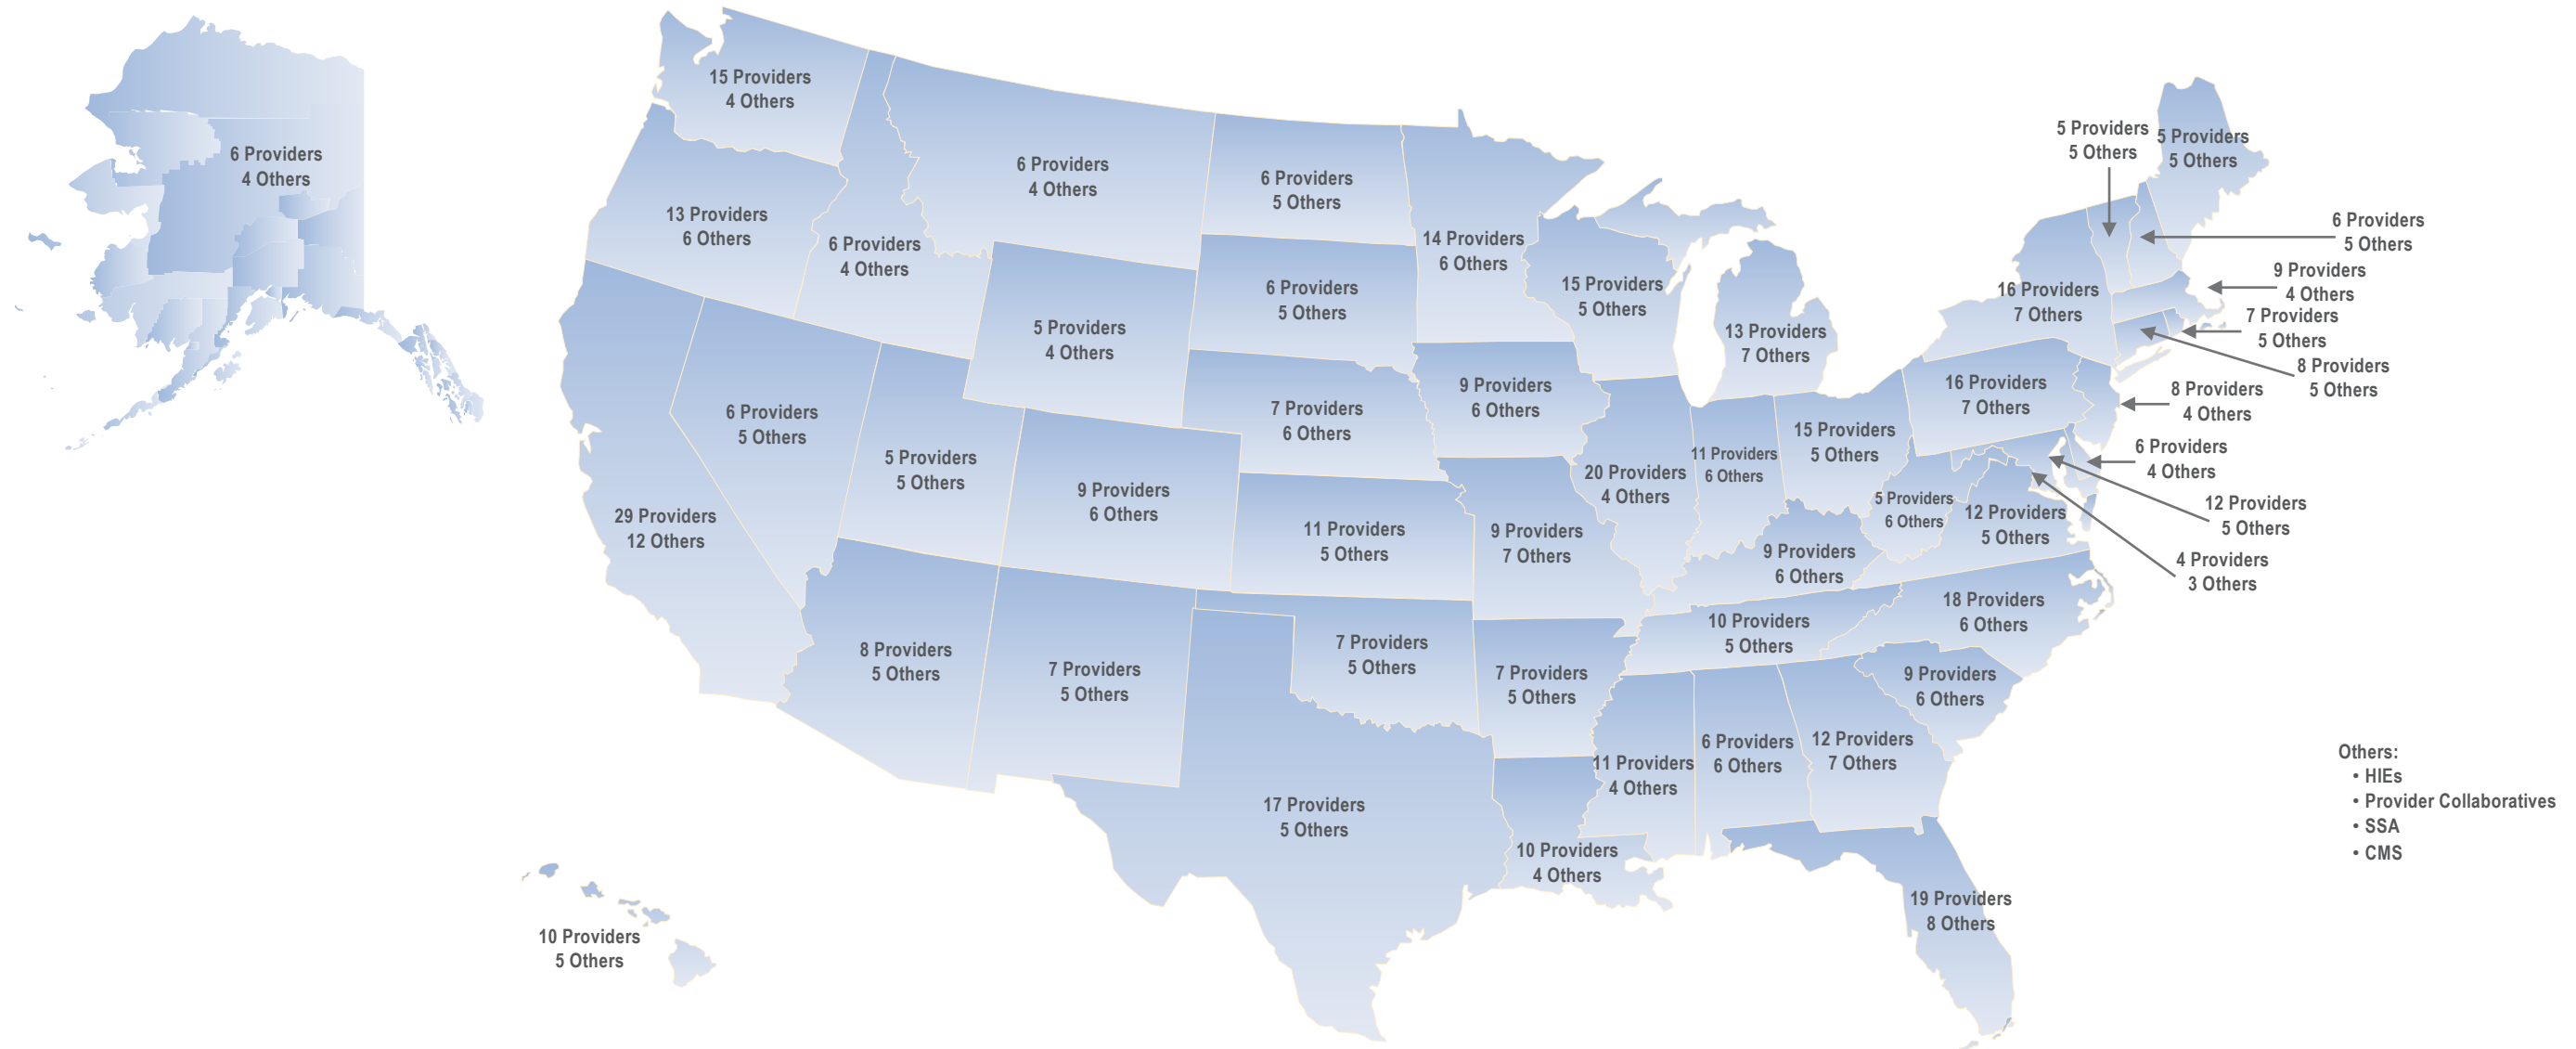 6 Providers
4 Others
15 Providers
4 Others
13 Providers
6 Others
6 Providers
4 Others
6 Providers
4 Others
5 Providers
4 Others
6 Providers
5 Others
6 Providers
5 Others
7 Providers
6 Others
14 Providers
6 Others
15 Providers
5 Others
13 Providers
7 Others
9 Providers
6 Others
29 Providers
12 Others
6 Providers
5 Others
5 Providers
5 Others
9 Providers
6 Others
11 Providers
5 Others
9 Providers
7 Others
20 Providers
4 Others
11 Providers
6 Others
15 Providers
5 Others
5 Providers
6 Others
12 Providers
5 Others
9 Providers
6 Others
16 Providers
7 Others
16 Providers
7 Others
5 Providers
5 Others
5 Providers
5 Others
6 Providers
5 Others
9 Providers
4 Others
7 Providers
5 Others
8 Providers
5 Others
8 Providers
4 Others
6 Providers
4 Others
12 Providers
5 Others
4 Providers
3 Others
8 Providers
5 Others
7 Providers
5 Others
7 Providers
5 Others
7 Providers
5 Others
10 Providers
5 Others
18 Providers
6 Others
9 Providers
6 Others
11 Providers
4 Others
6 Providers
6 Others
12 Providers
7 Others
17 Providers
5 Others
10 Providers
4 Others
19 Providers
8 Others
10 Providers
5 Others
Others:
• HIEs
• Provider Collaboratives
• SSA
• CMS